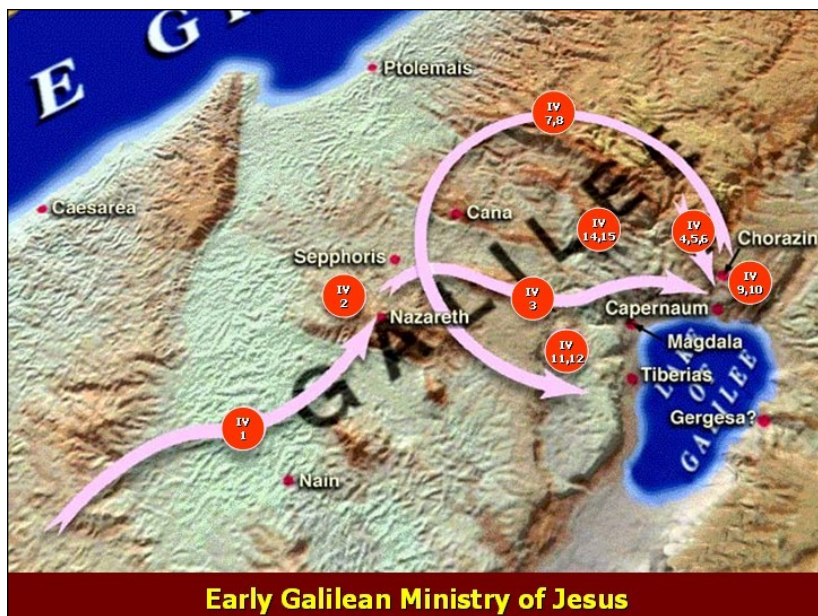 E G R
Ptolemais
IV
7,8
Caesarea
Cana
IV
14,15
IV
4,5,6
Chorazin
Sepphoris
IV
2
IV
3
IV
9,10
Nazareth
Capernaum
GALILEE
Magdala
IV
11,12
Tiberias
LAKE
OF
GALILEE
Gergesa?
IV
1
Nain
Early Galilean Ministry of Jesus